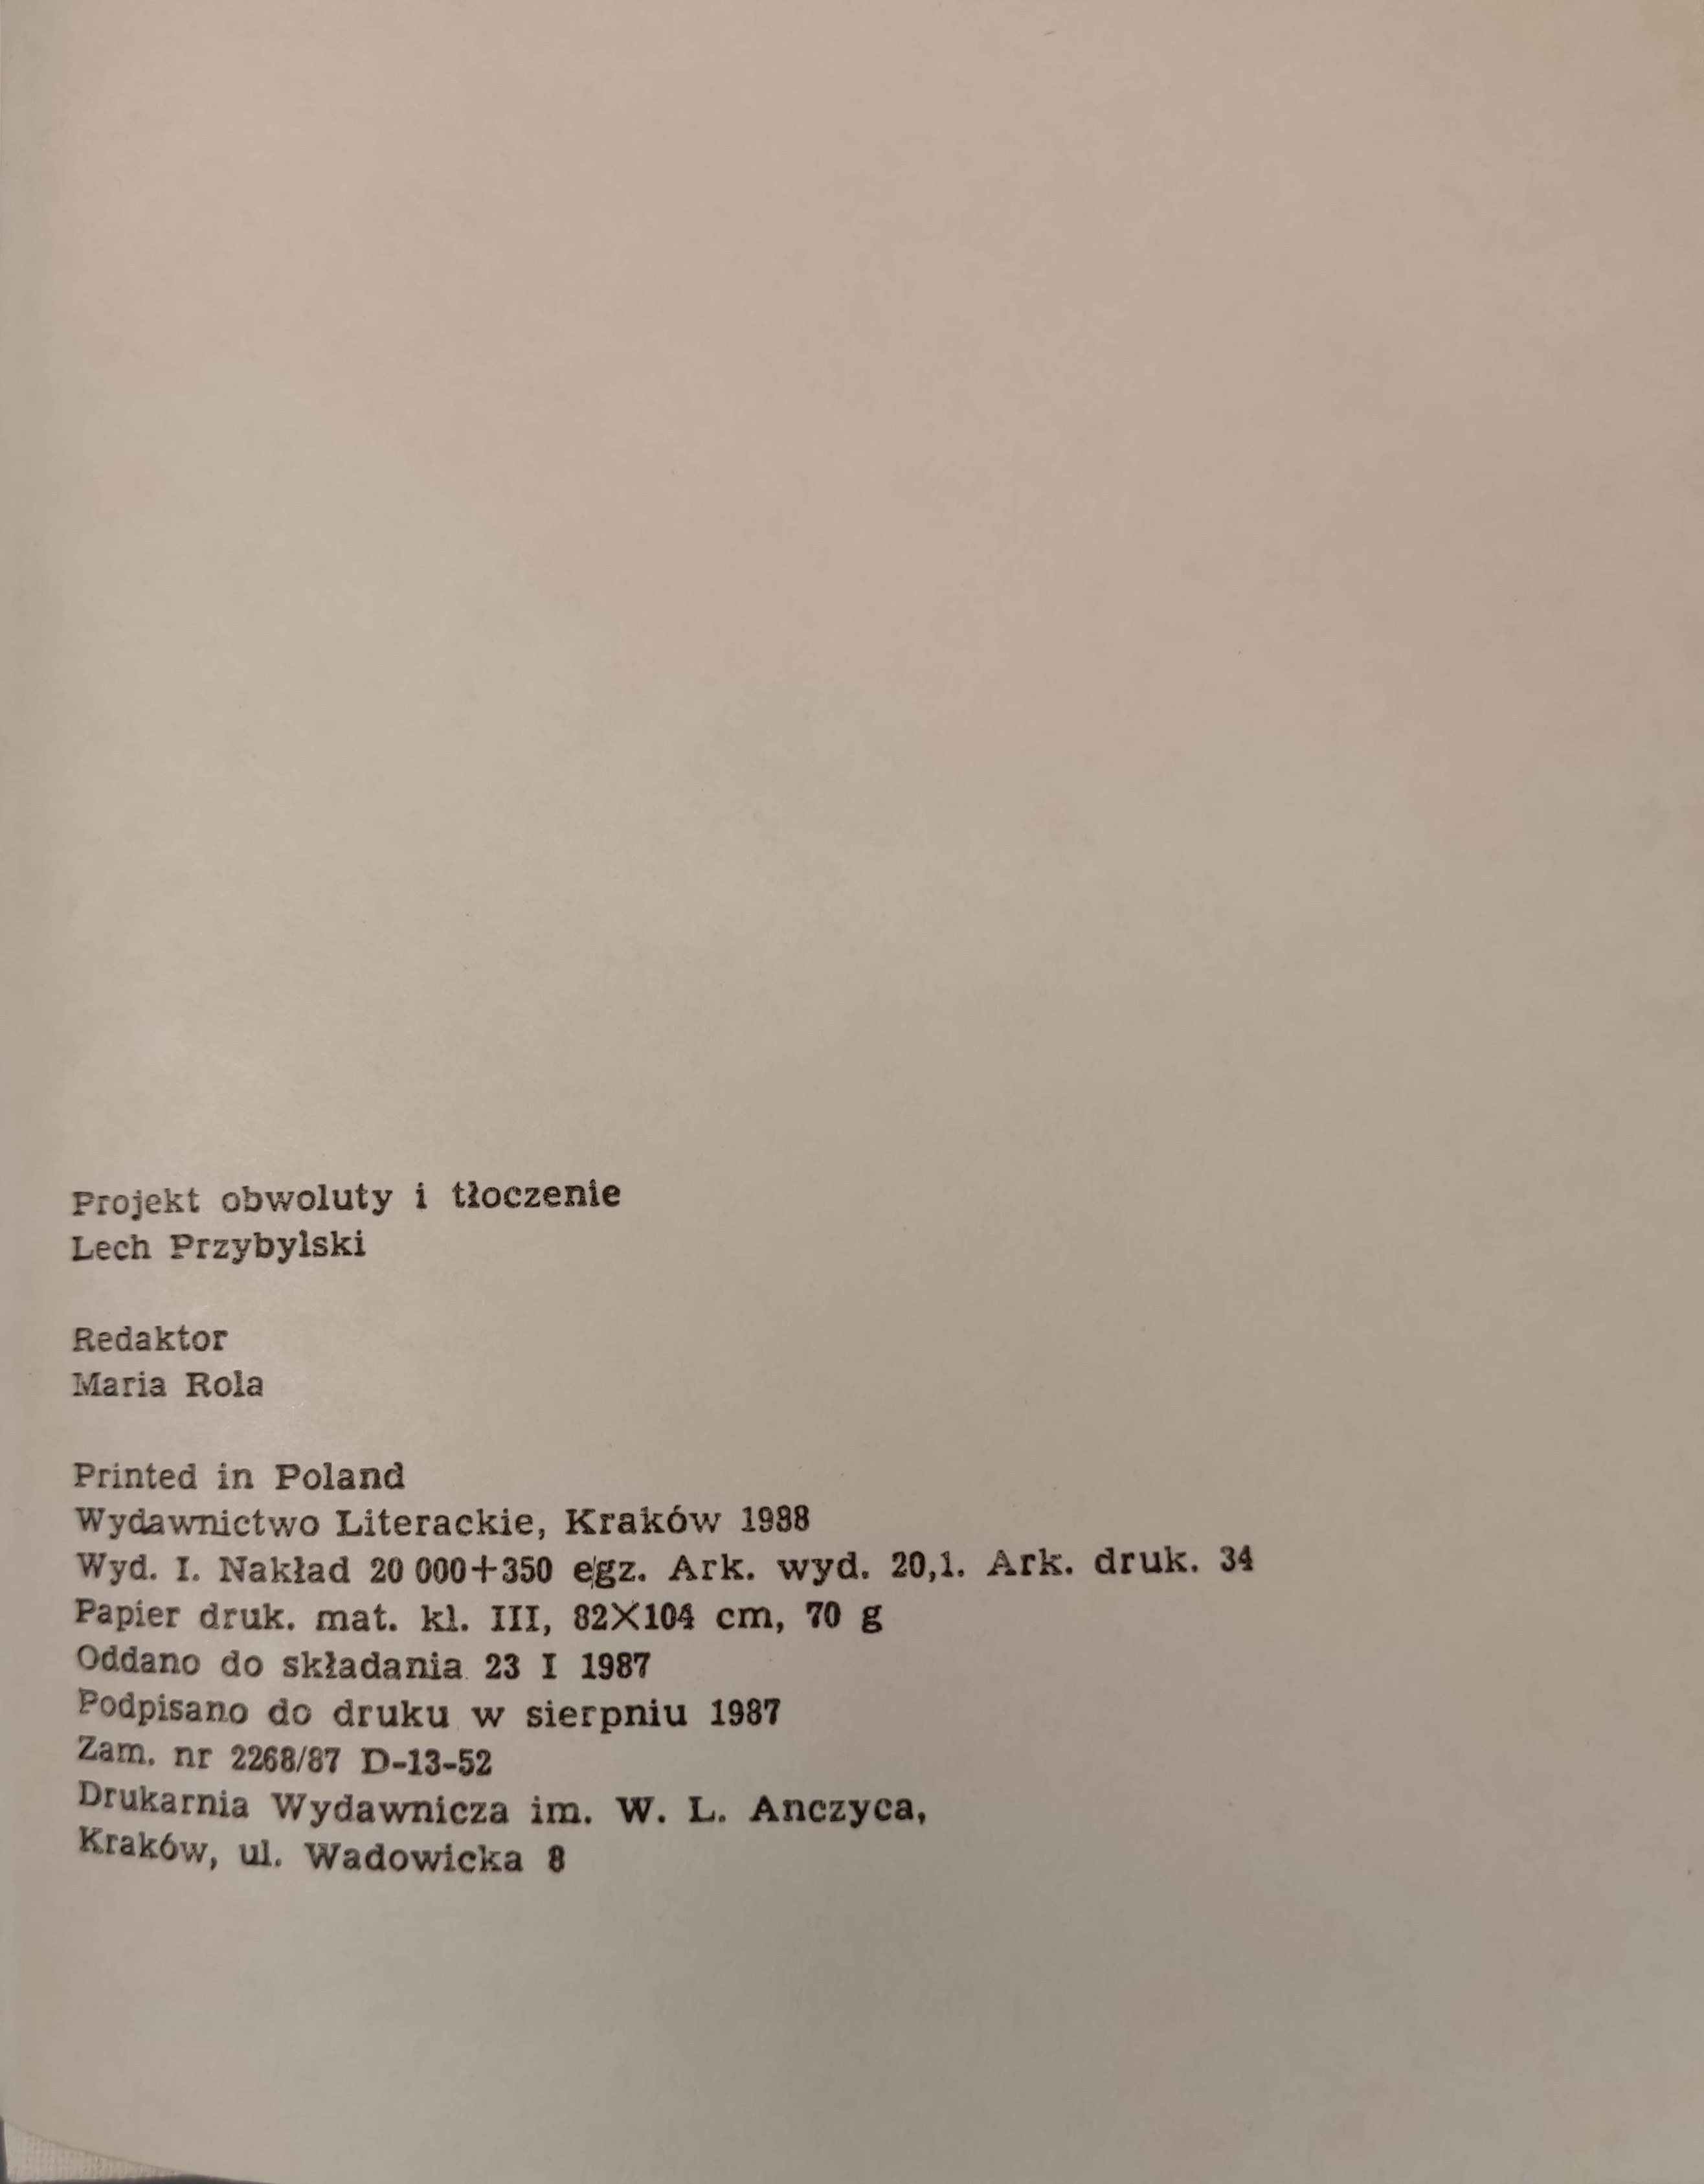 Projekt obwoluty i tłoczenie
Lech Przybylski
Redaktor
Maria Rola
Printed in Poland
Wydawnictwo Literackie, Kraków 1988
Wyd. I. Nakład 20 000+350 egz. Ark. wyd. 20,1. Ark. druk. 34
Papier druk. mat. kl. III, 82×104 cm, 70 g
Oddano do składania 23 I 1987
Podpisano do druku w sierpniu 1987
Zam. nr 2268/87 D-13-52
Drukarnia Wydawnicza im. W. L. Anczyca,
Kraków, ul. Wadowicka 8